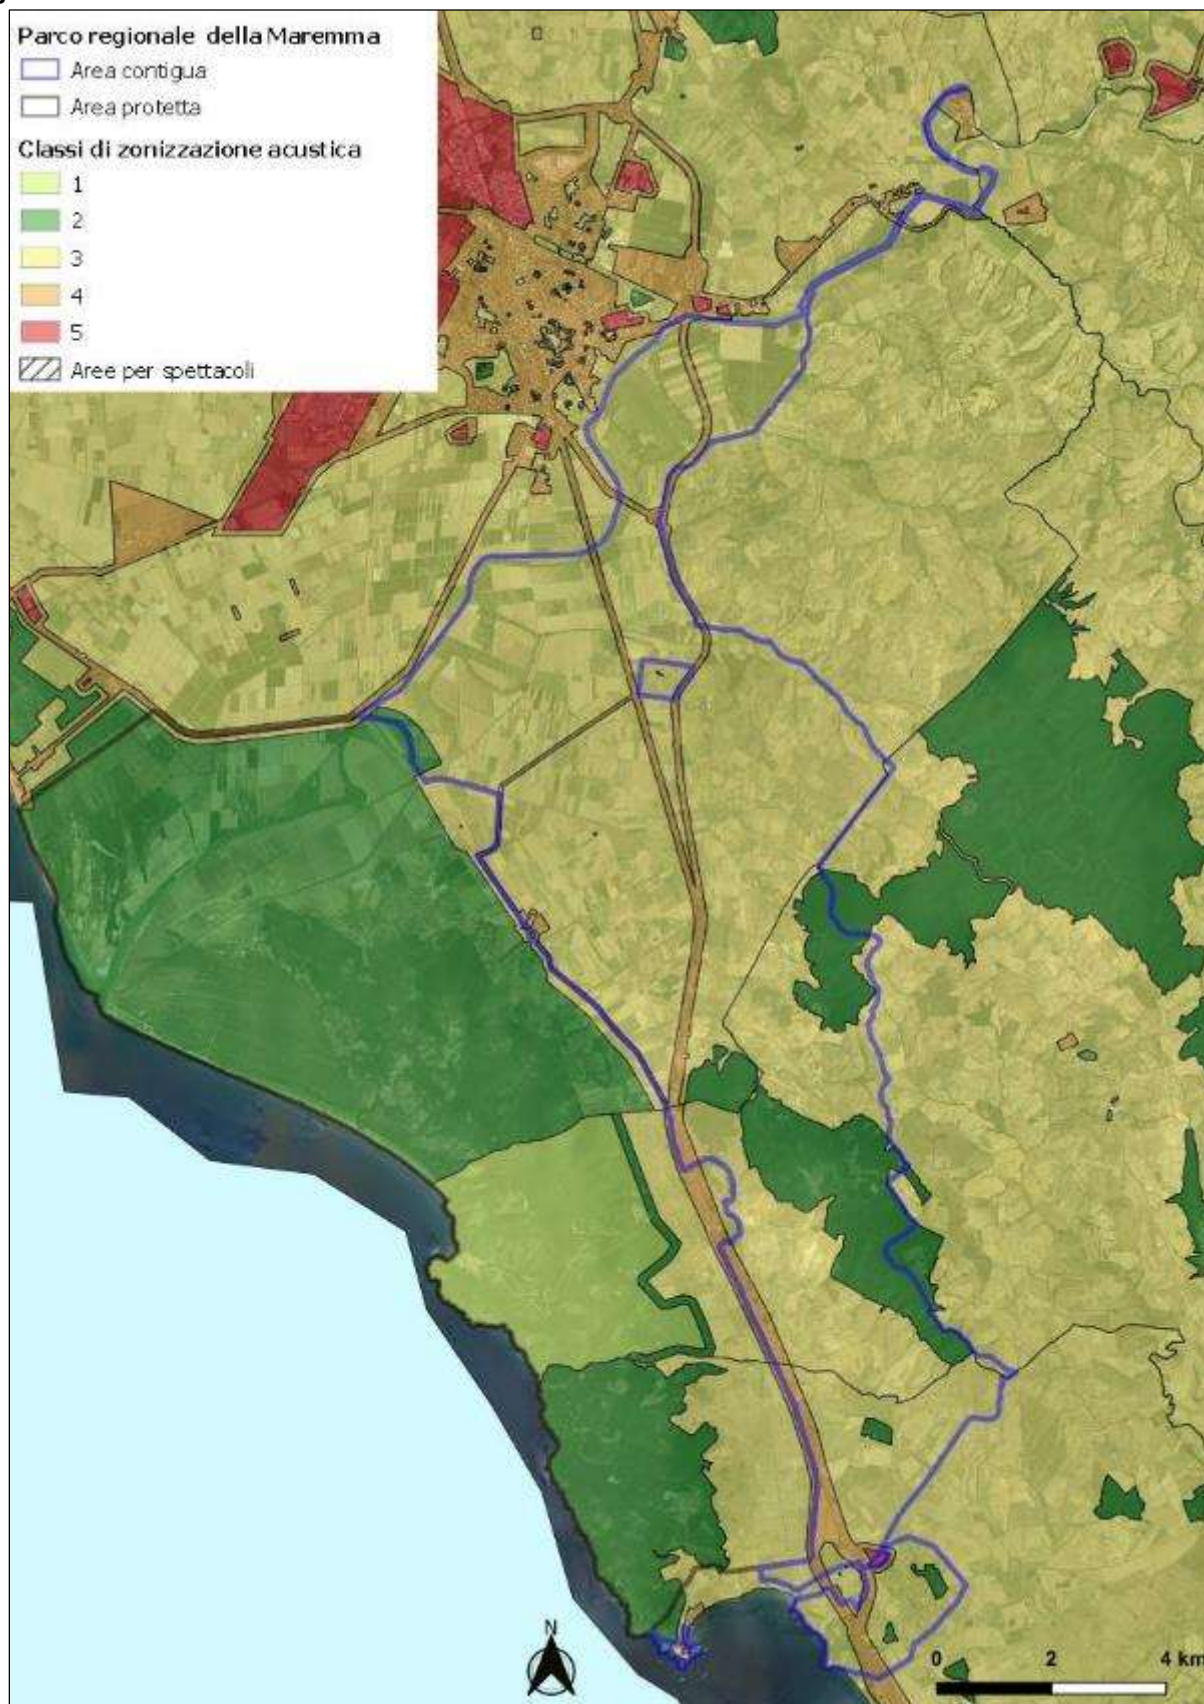 Parco regionale della Maremma
Area contigua
Area protetta
Classi di zonizzazione acustica
1
2
3
4
5
Aree per spettacoli
N
0 2 4 km